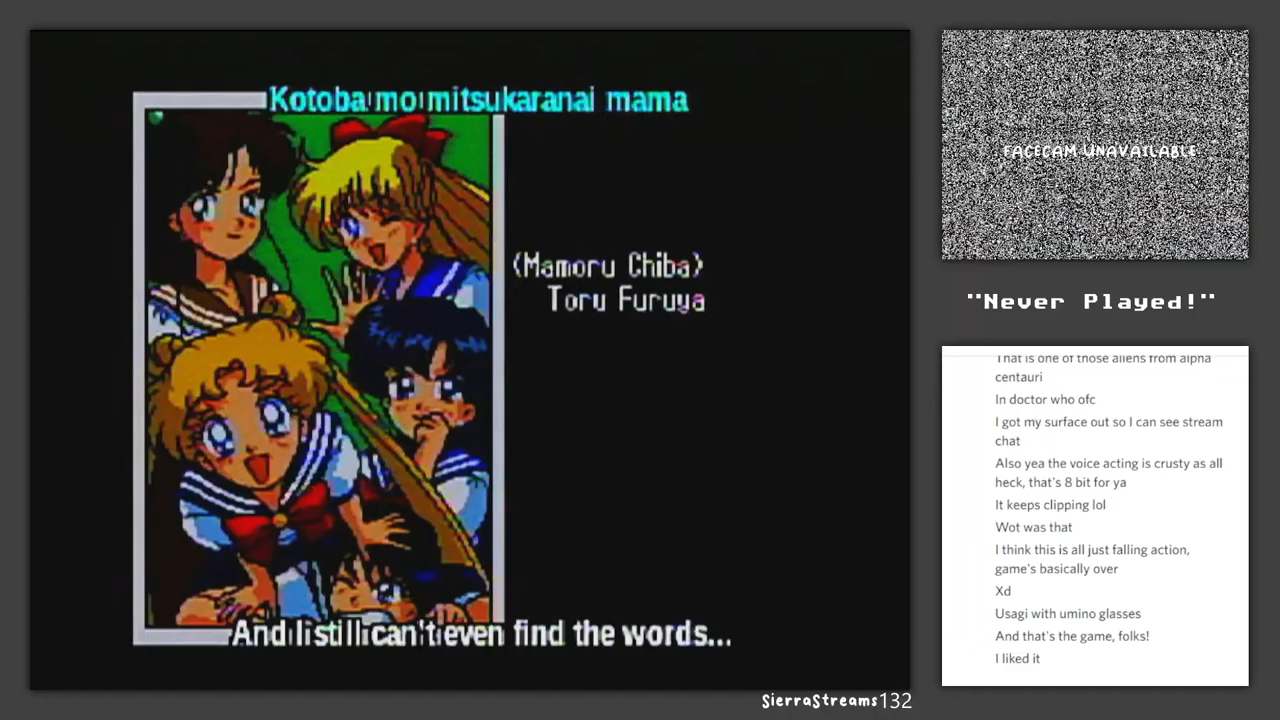 Kotoba mo mitsukaranai mama
(Mamoru Chiba)
Toru Furuya
And I still can't even find the words...
FACECAM UNAVAILABLE
"Never Played!"
That is one of those aliens from alpha
centauri
In doctor who ofc
I got my surface out so I can see stream
chat
Also yea the voice acting is crusty as all
heck, that's 8 bit for ya
It keeps clipping lol
Wot was that
I think this is all just falling action,
game's basically over
Xd
Usagi with umino glasses
And that's the game, folks!
I liked it
SierraStreams132